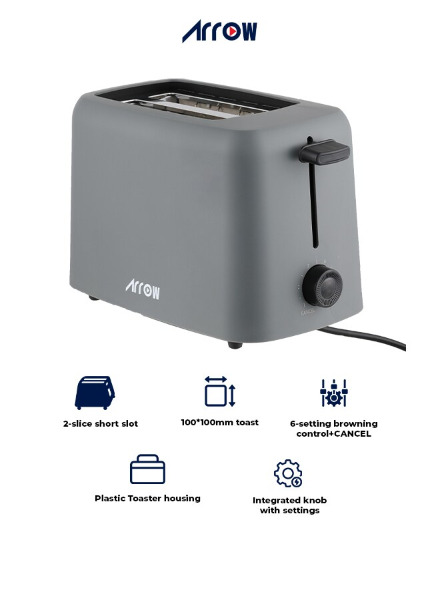 ARROW
ARROW
2-slice short slot
100*100mm toast
6-setting browning
control+CANCEL
Plastic Toaster housing
Integrated knob
with settings